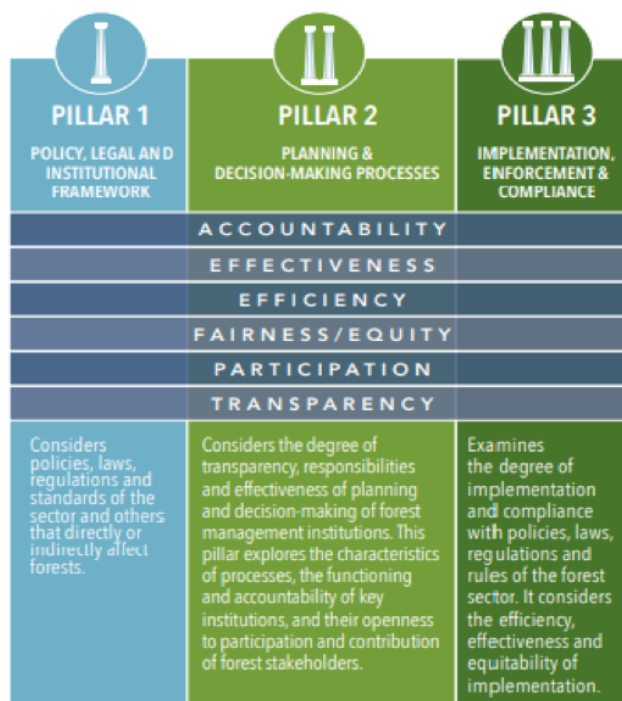 PILLAR 1
POLICY, LEGAL AND
INSTITUTIONAL
FRAMEWORK
PILLAR 2
PLANNING &
DECISION-MAKING PROCESSES
PILLAR 3
IMPLEMENTATION,
ENFORCEMENT &
COMPLIANCE
ACCOUNTABILITY
EFFECTIVENESS
EFFICIENCY
FAIRNESS/EQUITY
PARTICIPATION
TRANSPARENCY
Considers
policies, laws,
regulations and
standards of the
sector and others
that directly or
indirectly affect
forests.
Considers the degree of
transparency, responsibilities
and effectiveness of planning
and decision-making of forest
management institutions. This
pillar explores the characteristics
of processes, the functioning
and accountability of key
institutions, and their openness
to participation and contribution
of forest stakeholders.
Examines
the degree of
implementation
and compliance
with policies, laws,
regulations and
rules of the forest
sector. It considers
the efficiency,
effectiveness and
equitability of
implementation.